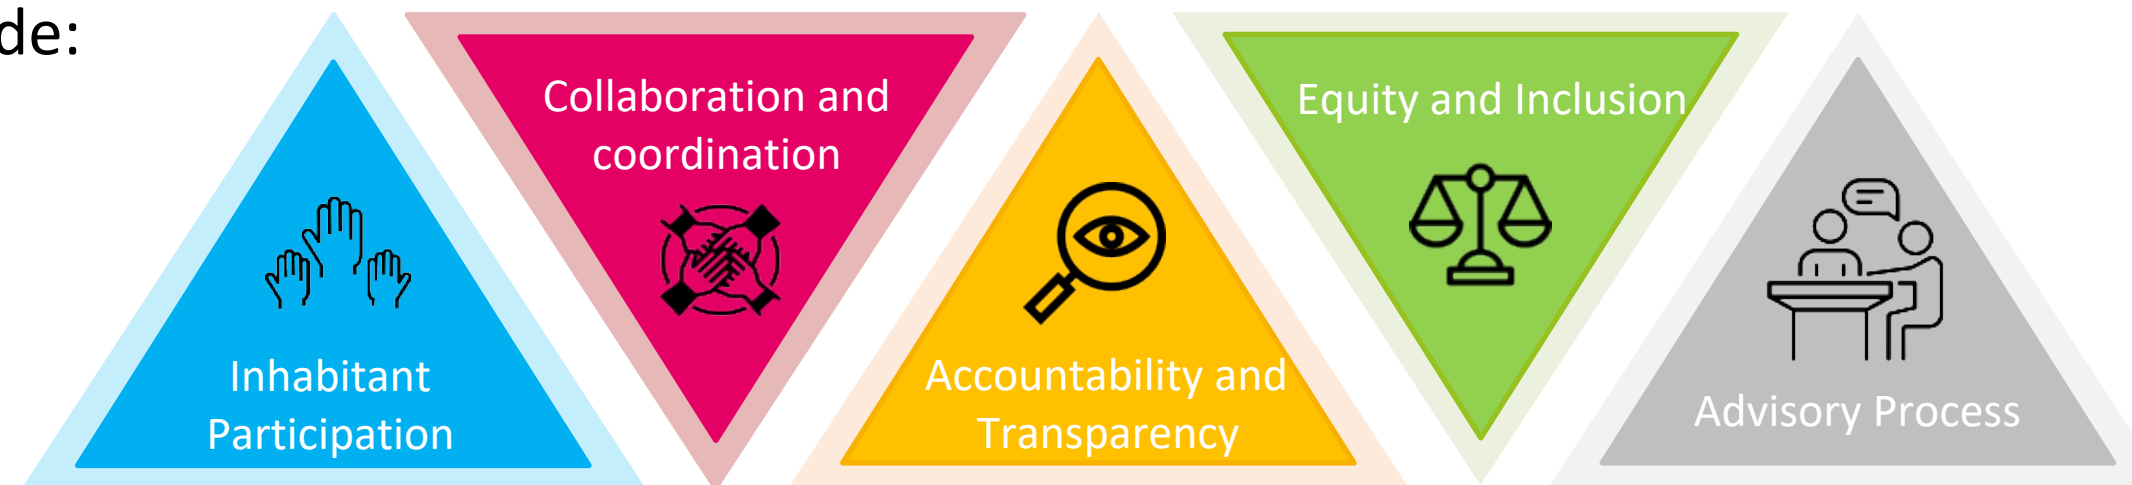 de:
Collaboration and
coordination
Equity and Inclusion
Inhabitant
Participation
Accountability and
Transparency
Advisory Process